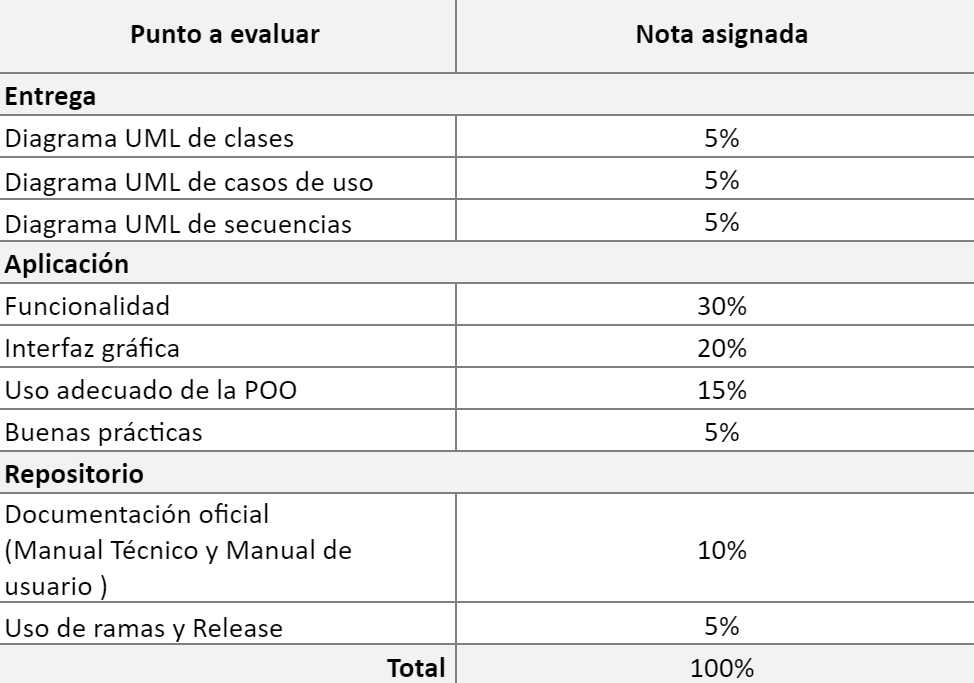 Punto a evaluar Nota asignada
Entrega
Diagrama UML de clases 5%
Diagrama UML de casos de uso 5%
Diagrama UML de secuencias 5%
Aplicación
Funcionalidad 30%
Interfaz gráfica 20%
Uso adecuado de la POO 15%
Buenas prácticas 5%
Repositorio
Documentación oficial
(Manual Técnico y Manual de 10%
usuario )
Uso de ramas y Release 5%
Total 100%